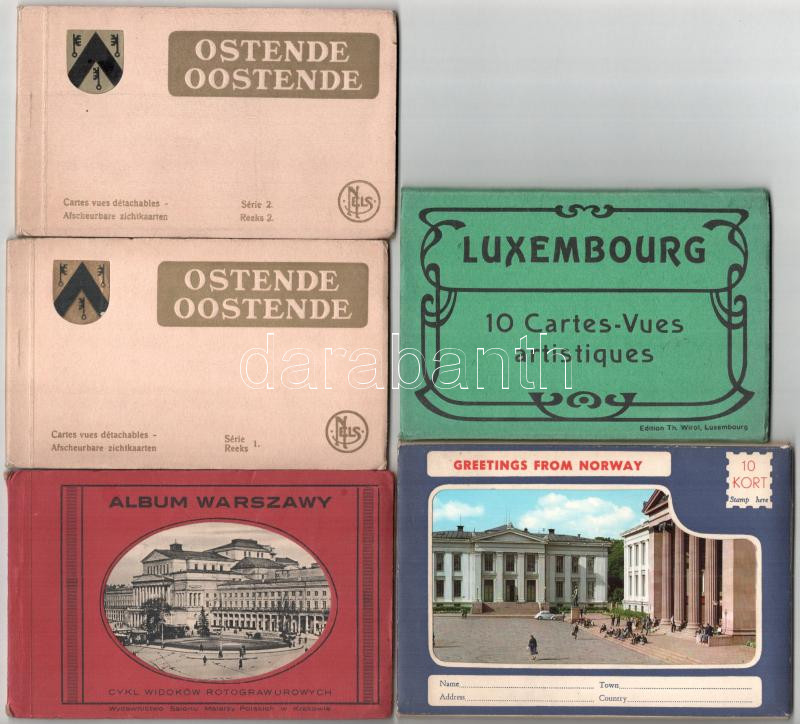 OSTENDE
OOSTENDE
Cartes vues détachables -
Afscheurbare zichtkaarten
Série 2.
Reeks 2.
NELS
OSTENDE
OOSTENDE
Cartes vues détachables -
Afscheurbare zichtkaarten
Série
Reeks 1.
NELS
ALBUM WARSZAWY
CYKL WIDOKÓW ROTOGRAWUROWYCH
Wydawnictwo Salonu Malarzy Polskich w Krakowie
LUXEMBOURG
10 Cartes-Vues
artistiques
Edition Th. Wirol, Luxembourg
GREETINGS FROM NORWAY
10
KORT
Stamp here
Name
Town
Address
Country
darabanth